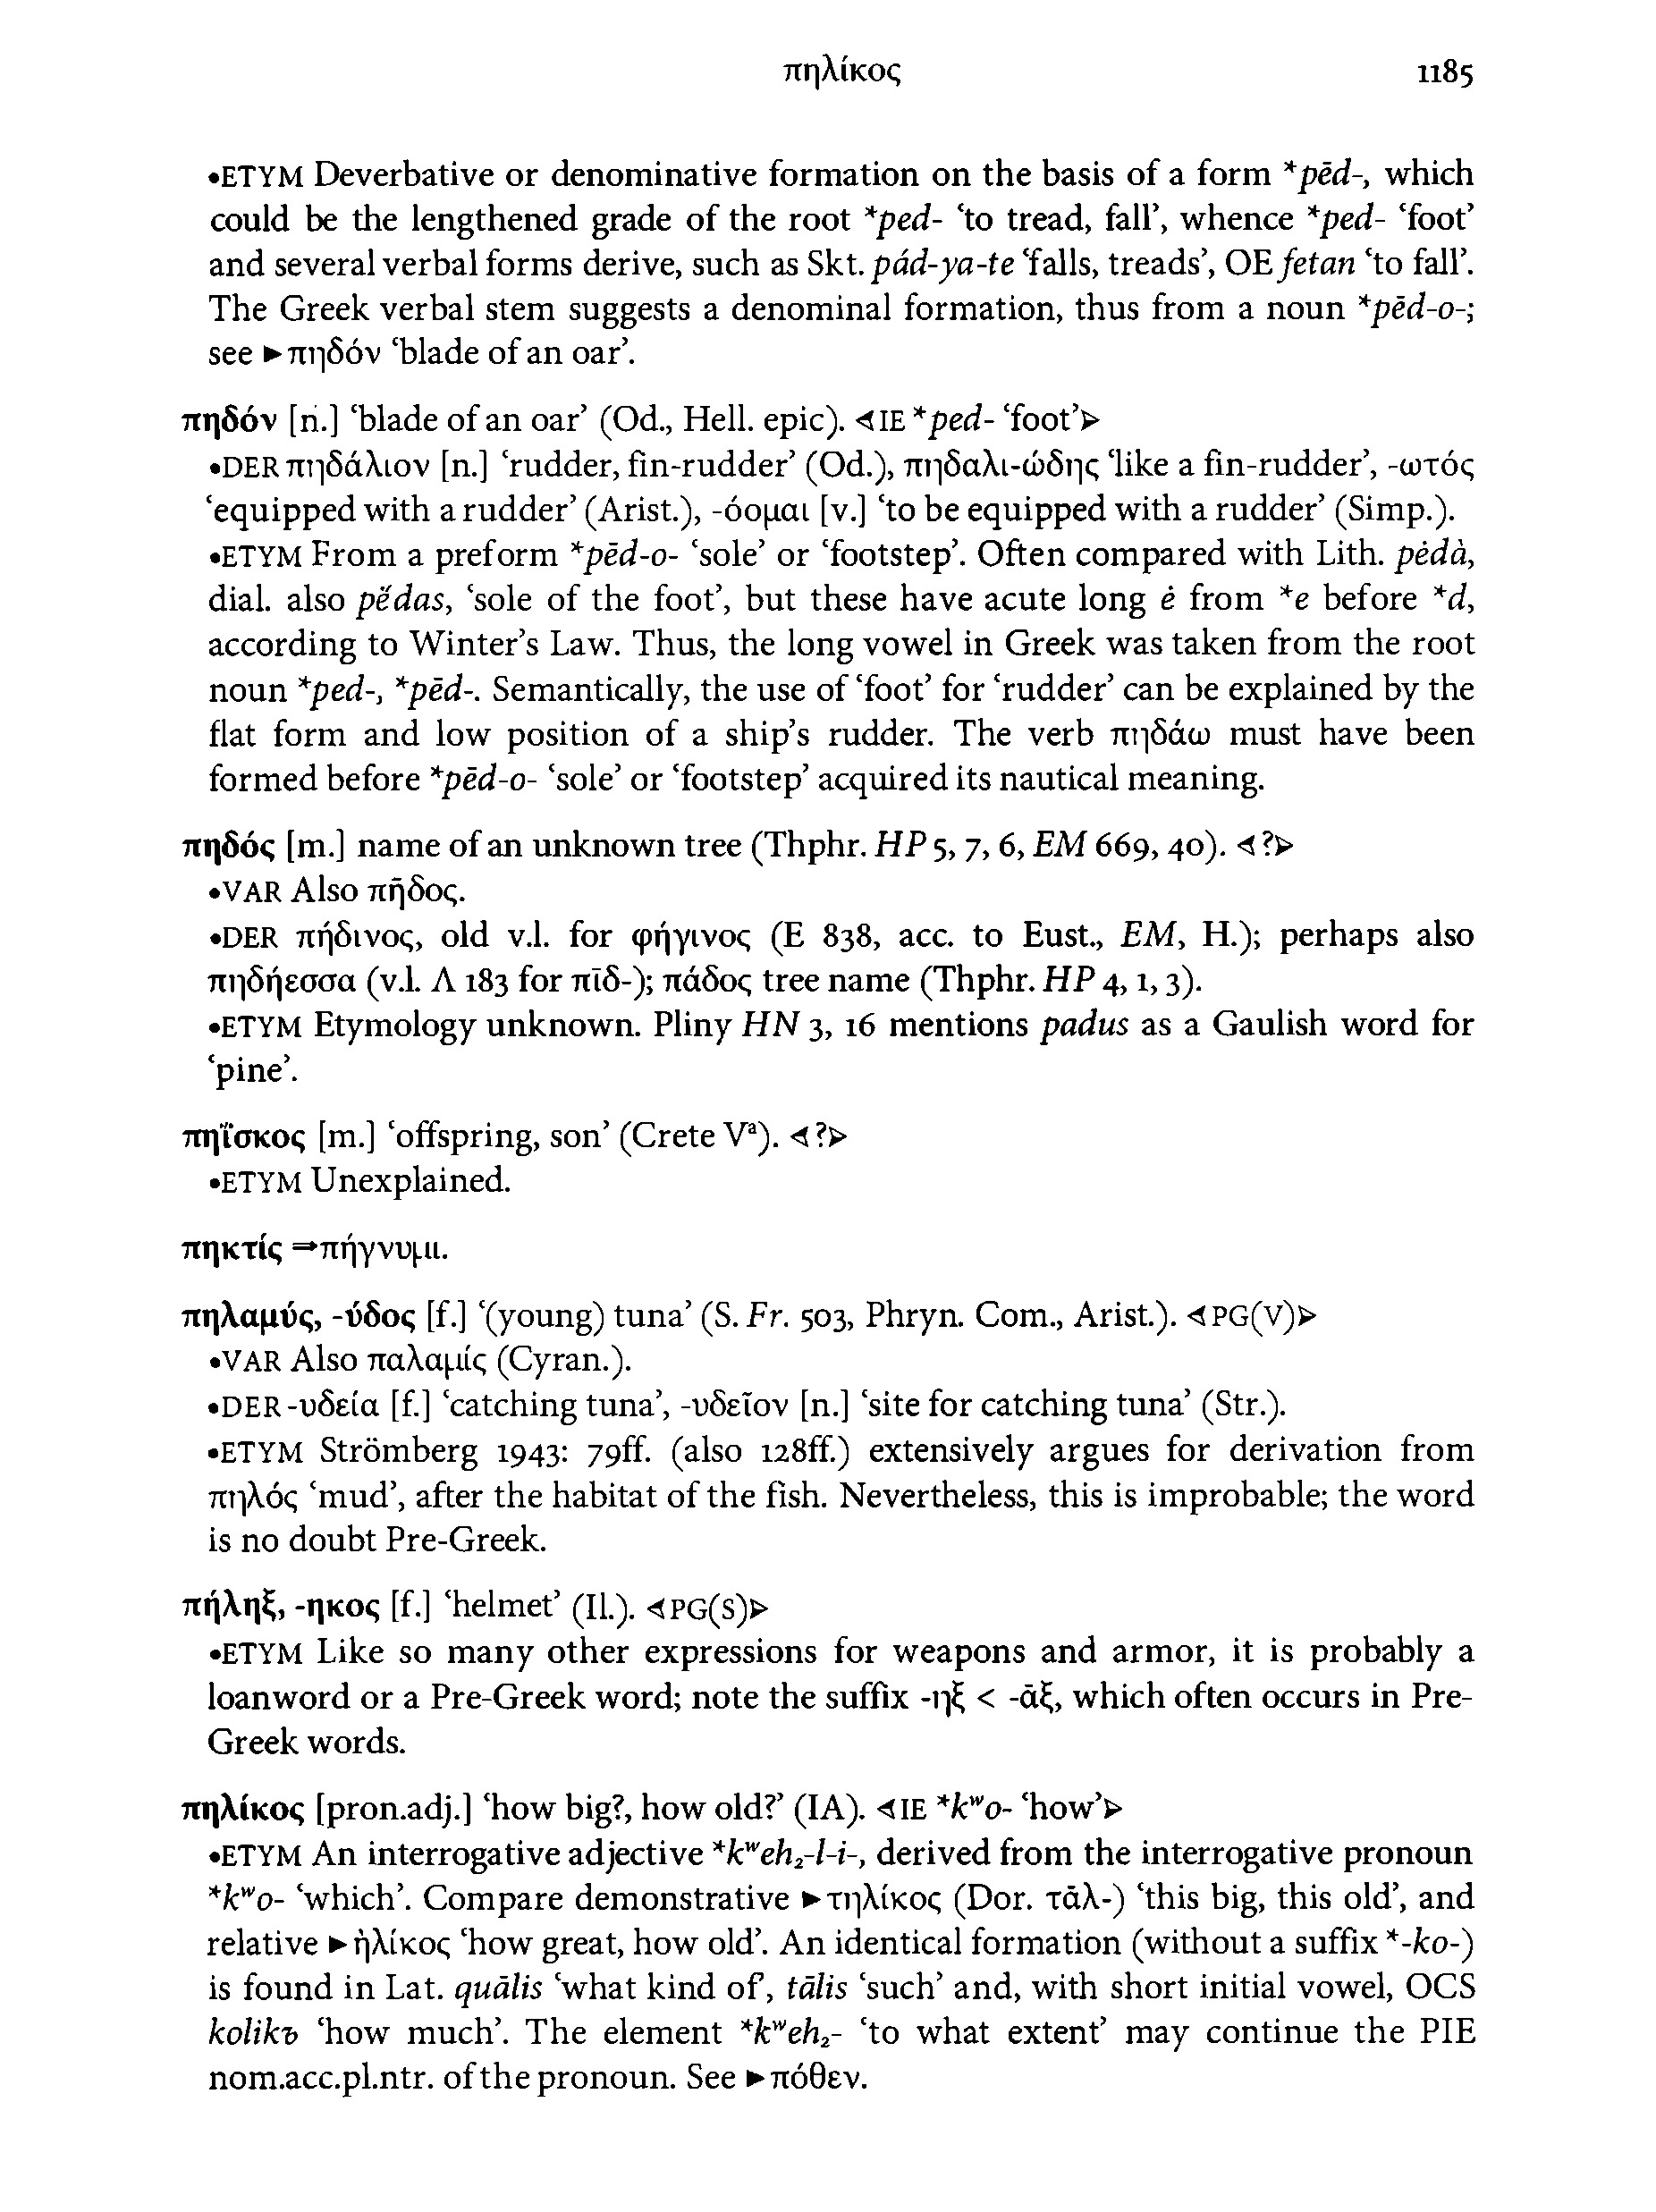 πηλίκος 1185
•ETYM Deverbative or denominative formation on the basis of a form *pēd-, which
could be the lengthened grade of the root *ped- ‘to tread, fall’, whence *ped- ‘foot’
and several verbal forms derive, such as Skt. pád-ya-te ‘falls, treads’, OE fetan ‘to fall’.
The Greek verbal stem suggests a denominal formation, thus from a noun *pēd-o-;
see ►πηδόν ‘blade of an oar’.
πηδόν [n.] ‘blade of an oar’ (Od., Hell. epic). ◁IE *ped- ‘foot’▷
•DER πηδάλιον [n.] ‘rudder, fin-rudder’ (Od.), πηδαλι-ώδης ‘like a fin-rudder’, -ωτός
‘equipped with a rudder’ (Arist.), -όομαι [v.] ‘to be equipped with a rudder’ (Simp.).
•ETYM From a preform *pēd-o- ‘sole’ or ‘footstep’. Often compared with Lith. pėdà,
dial. also pė́das, ‘sole of the foot’, but these have acute long ė from *e before *d,
according to Winter’s Law. Thus, the long vowel in Greek was taken from the root
noun *ped-, *pēd-. Semantically, the use of ‘foot’ for ‘rudder’ can be explained by the
flat form and low position of a ship’s rudder. The verb πηδάω must have been
formed before *pēd-o- ‘sole’ or ‘footstep’ acquired its nautical meaning.
πηδός [m.] name of an unknown tree (Thphr. HP 5, 7, 6, EM 669, 40). ◁?▷
•VAR Also πῆδος.
•DER πήδινος, old v.l. for φήγινος (Ε 838, acc. to Eust., EM, H.); perhaps also
πηδήεσσα (v.l. Λ 183 for πῑδ-); πάδος tree name (Thphr. HP 4, 1, 3).
•ETYM Etymology unknown. Pliny HN 3, 16 mentions padus as a Gaulish word for
‘pine’.
πηΐσκος [m.] ‘offspring, son’ (Crete Vᵃ). ◁?▷
•ETYM Unexplained.
πηκτίς ⇒πήγνυμι.
πηλαμύς, -ύδος [f.] ‘(young) tuna’ (S. Fr. 503, Phryn. Com., Arist.). ◁PG(V)▷
•VAR Also παλαμίς (Cyran.).
•DER -υδεία [f.] ‘catching tuna’, -υδεῖον [n.] ‘site for catching tuna’ (Str.).
•ETYM Strömberg 1943: 79ff. (also 128ff.) extensively argues for derivation from
πηλός ‘mud’, after the habitat of the fish. Nevertheless, this is improbable; the word
is no doubt Pre-Greek.
πήληξ, -ηκος [f.] ‘helmet’ (Il.). ◁PG(S)▷
•ETYM Like so many other expressions for weapons and armor, it is probably a
loanword or a Pre-Greek word; note the suffix -ηξ < -ᾱξ, which often occurs in Pre-
Greek words.
πηλίκος [pron.adj.] ‘how big?, how old?’ (IA). ◁IE *kʷo- ‘how’▷
•ETYM An interrogative adjective *kʷeh₂-l-i-, derived from the interrogative pronoun
*kʷo- ‘which’. Compare demonstrative ►τηλίκος (Dor. τᾱλ-) ‘this big, this old’, and
relative ►ἡλίκος ‘how great, how old’. An identical formation (without a suffix *-ko-)
is found in Lat. quālis ‘what kind of’, tālis ‘such’ and, with short initial vowel, OCS
kolikъ ‘how much’. The element *kʷeh₂- ‘to what extent’ may continue the PIE
nom.acc.pl.ntr. of the pronoun. See ►πόθεν.